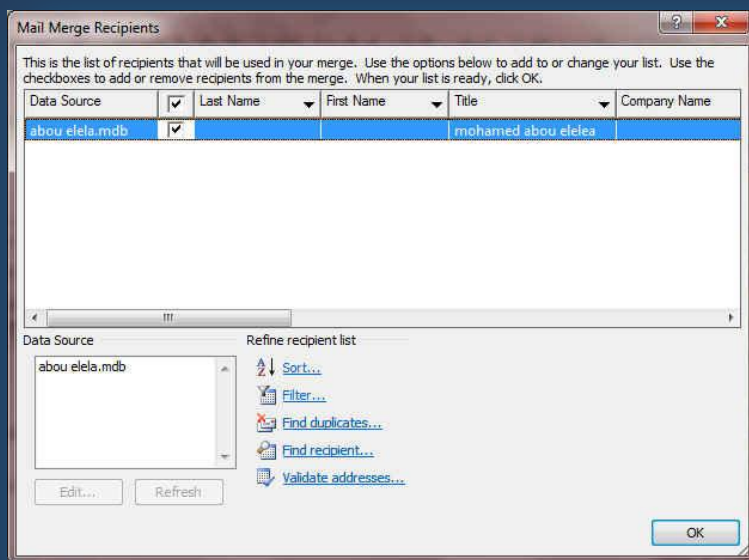 Mail Merge Recipients
This is the list of recipients that will be used in your merge. Use the options below to add to or change your list. Use the
checkboxes to add or remove recipients from the merge. When your list is ready, click OK.
Data Source Last Name First Name Title Company Name
abou elela.mdb mohamed abou elelea
Data Source Refine recipient list
abou elela.mdb
Sort...
Filter...
Find duplicates...
Find recipient...
Validate addresses...
Edit... Refresh
OK